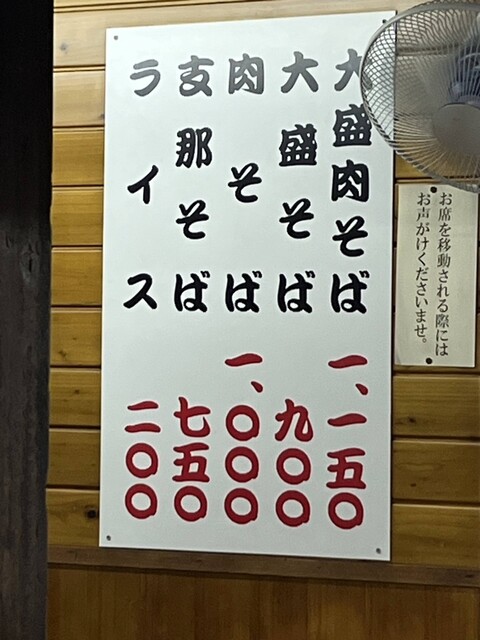 大盛肉そば 一、一五〇
大盛そば 九〇〇
肉そば 一、〇〇〇
支那そば 七五〇
ライス 二〇〇
お席を移動される際には
お声がけくださいませ。